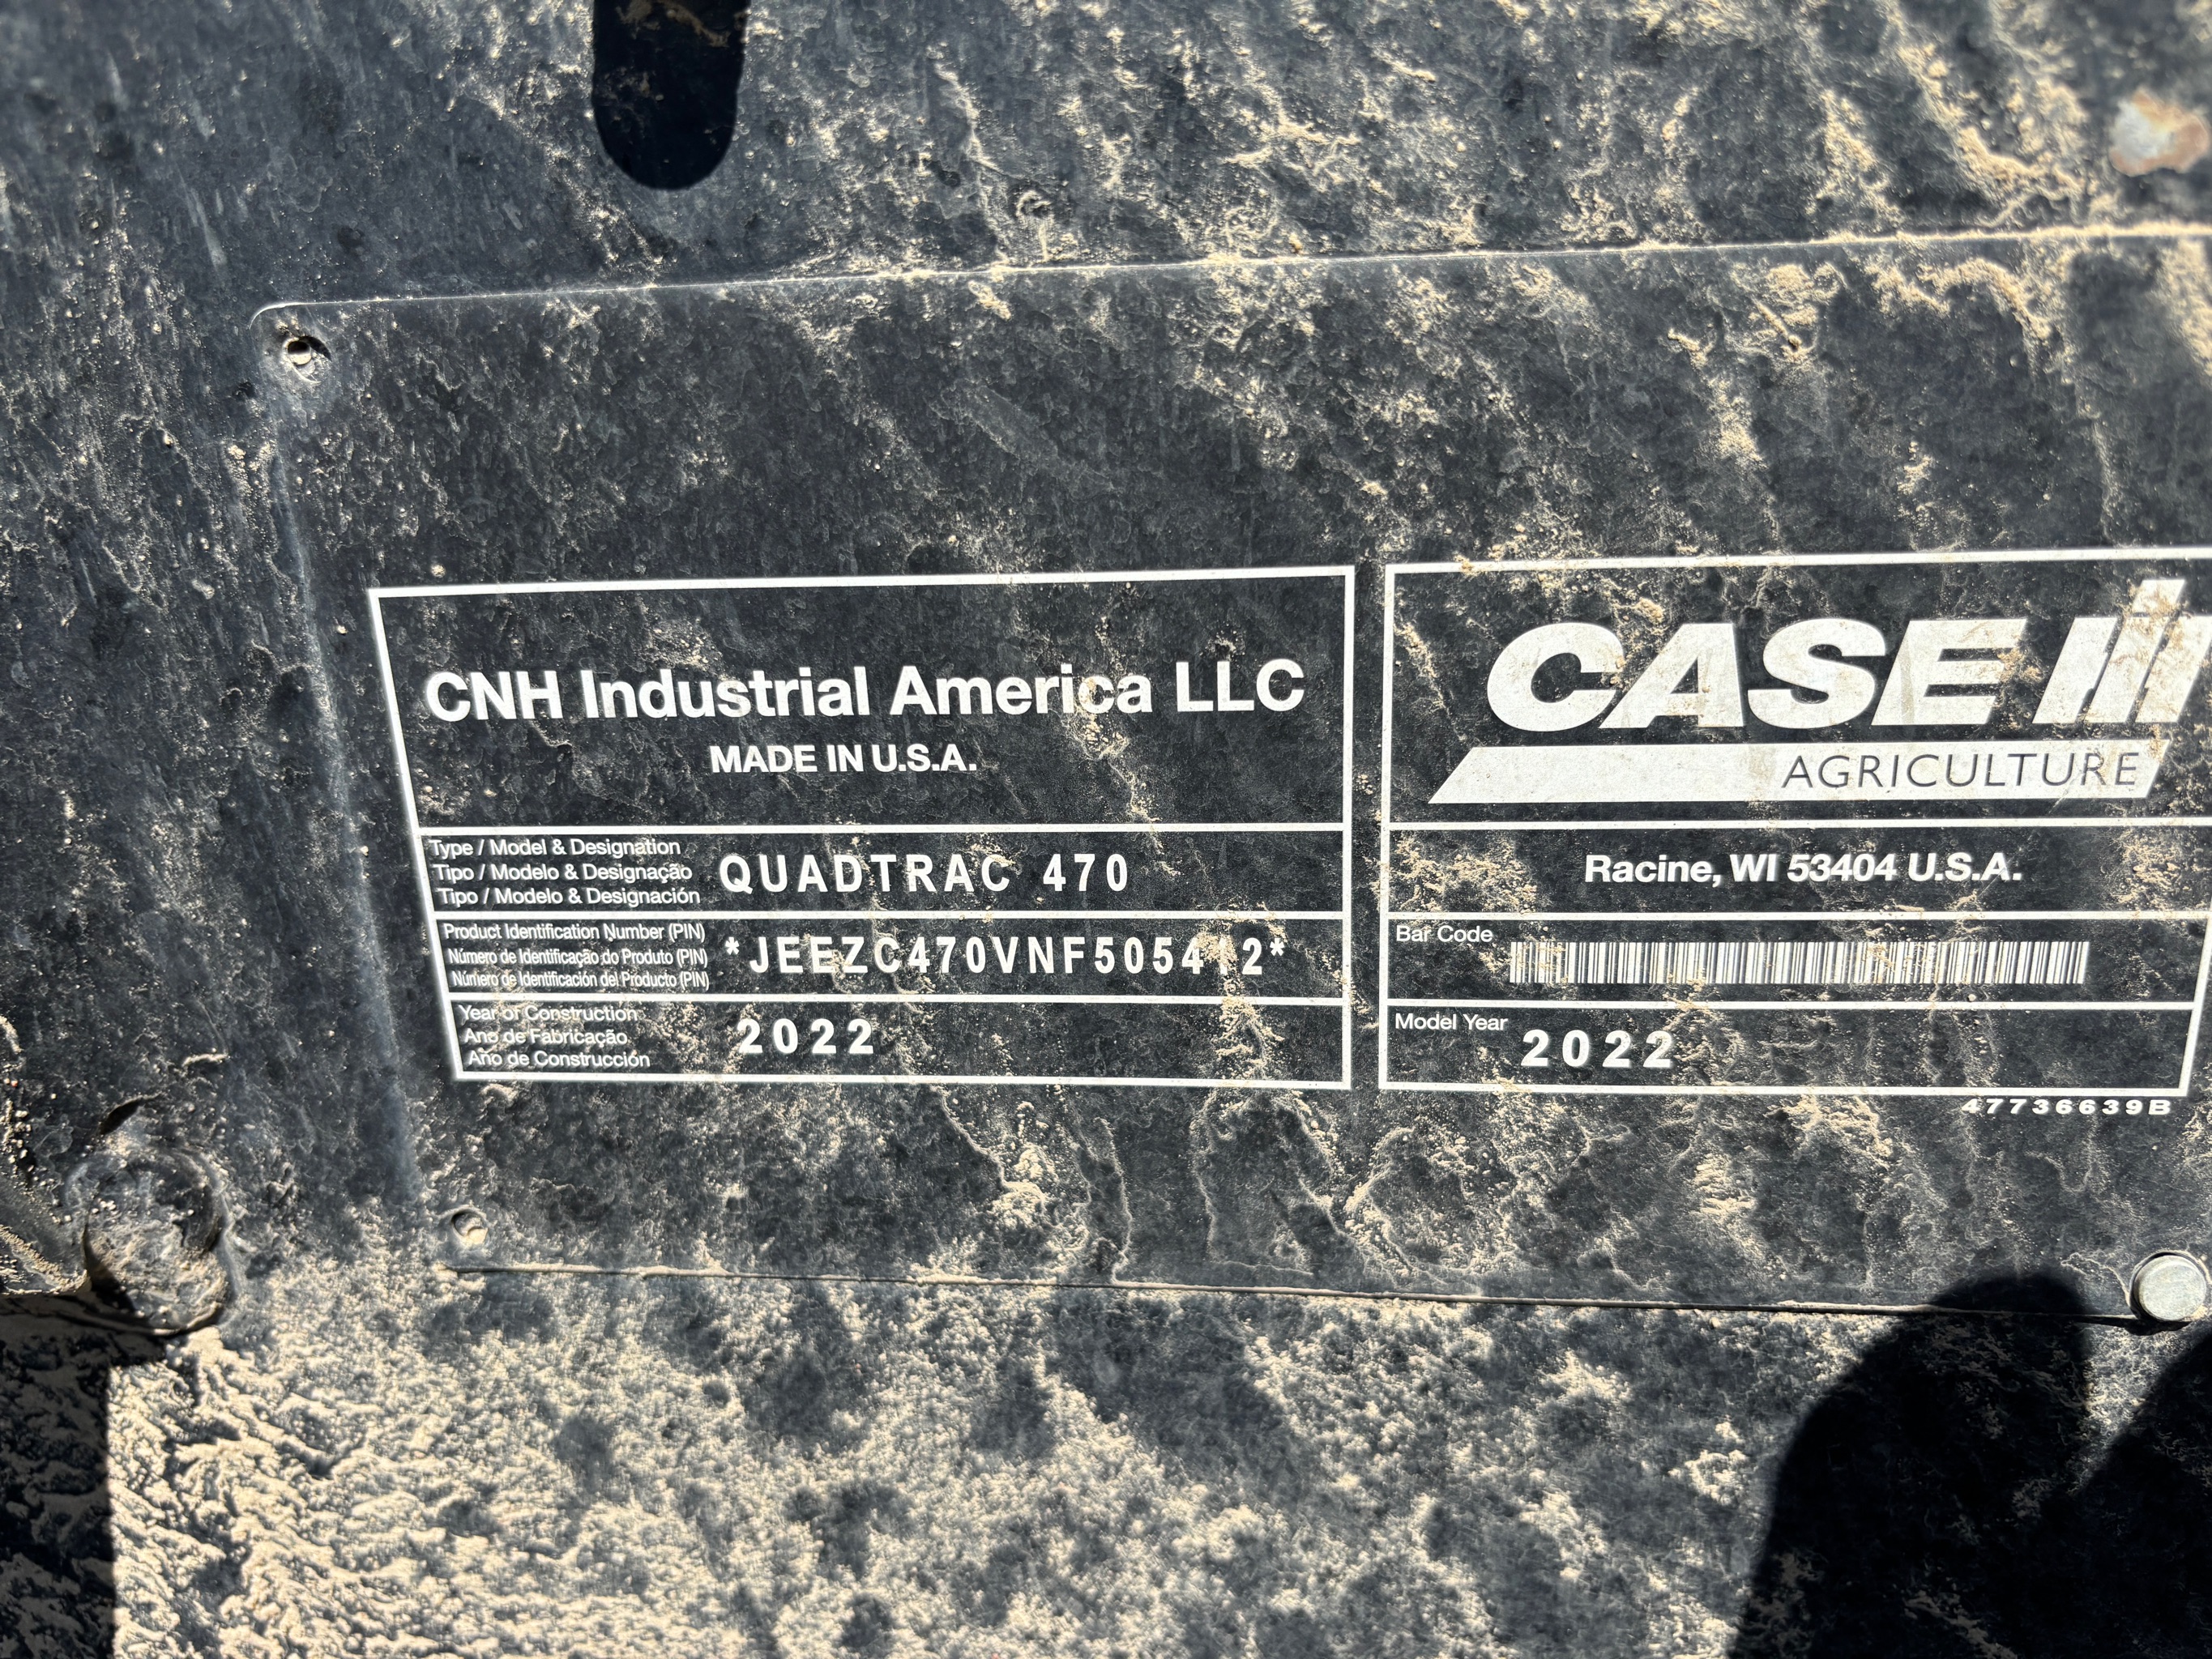 CNH Industrial America LLC
MADE IN U.S.A.
Type / Model & Designation
Tipo / Modelo & Designação
Tipo / Modelo & Designación
QUADTRAC 470
Product Identification Number (PIN)
Número de Identificação do Produto (PIN)
Número de Identificación del Producto (PIN)
*JEEZC470VNF505412*
Year of Construction
Ano de Fabricação
Año de Construcción
2022
CASE IH
AGRICULTURE
Racine, WI 53404 U.S.A.
Bar Code
Model Year
2022
47736639B